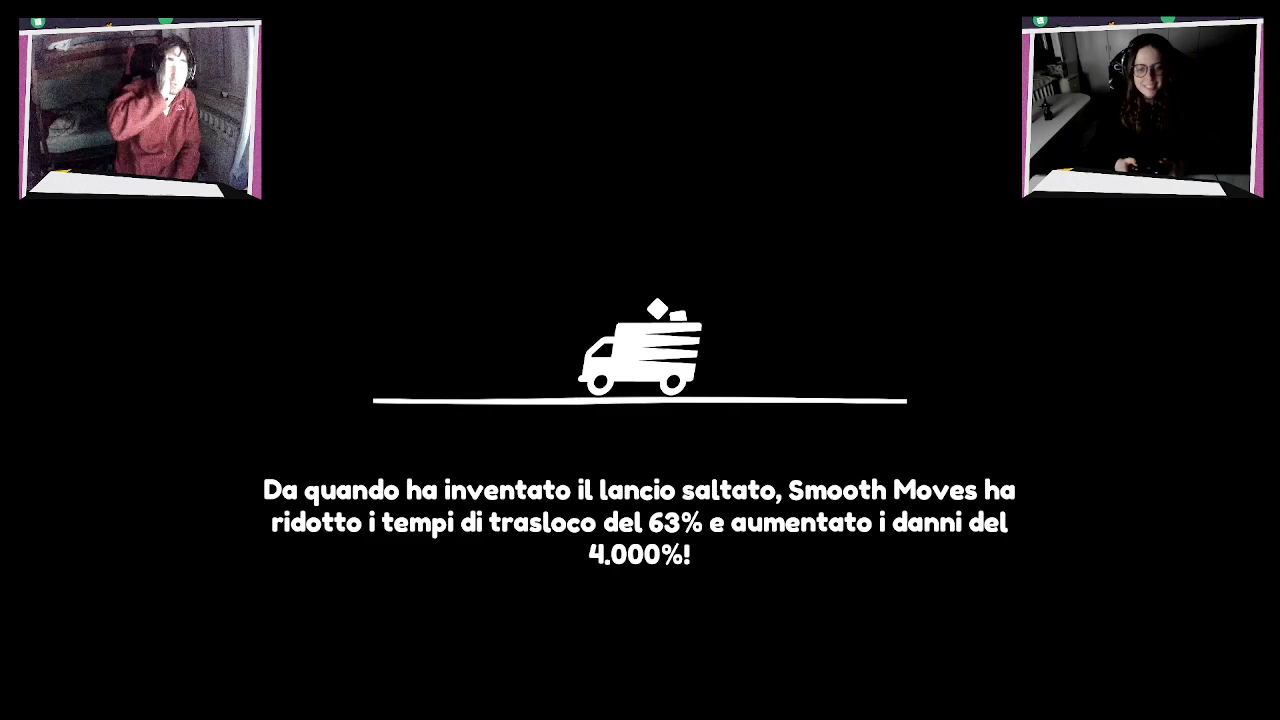 Da quando ha inventato il lancio saltato, Smooth Moves ha
ridotto i tempi di trasloco del 63% e aumentato i danni del
4.000%!